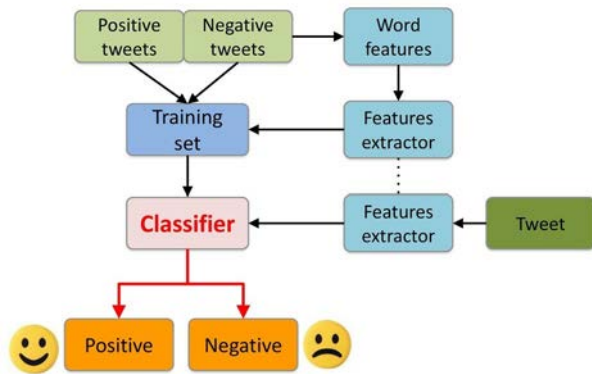 Positive
tweets
Negative
tweets
Word
features
Training
set
Features
extractor
Classifier
Features
extractor
Tweet
Positive
Negative